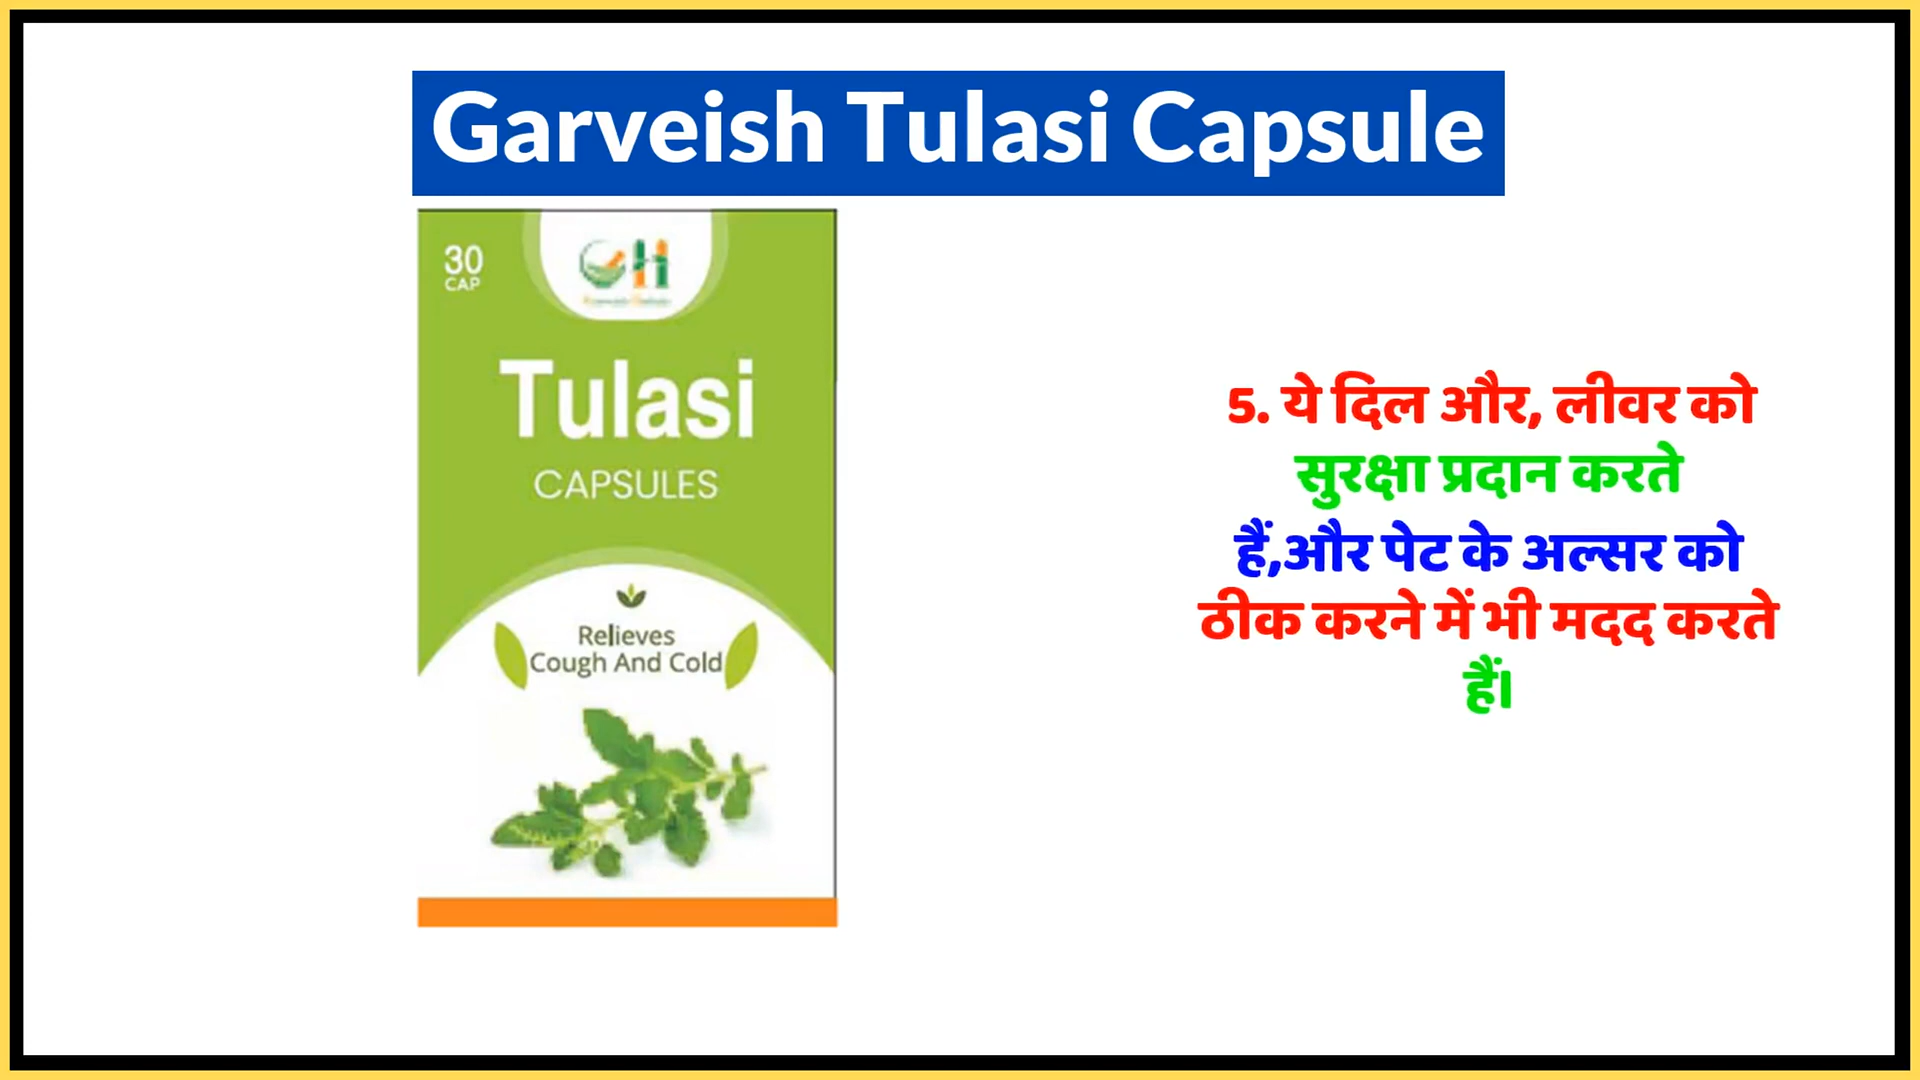 Garveish Tulasi Capsule
30
CAP
GH
Tulasi
CAPSULES
Relieves
Cough And Cold
5. ये दिल और, लीवर को
सुरक्षा प्रदान करते
हैं,और पेट के अल्सर को
ठीक करने में भी मदद करते
हैं।